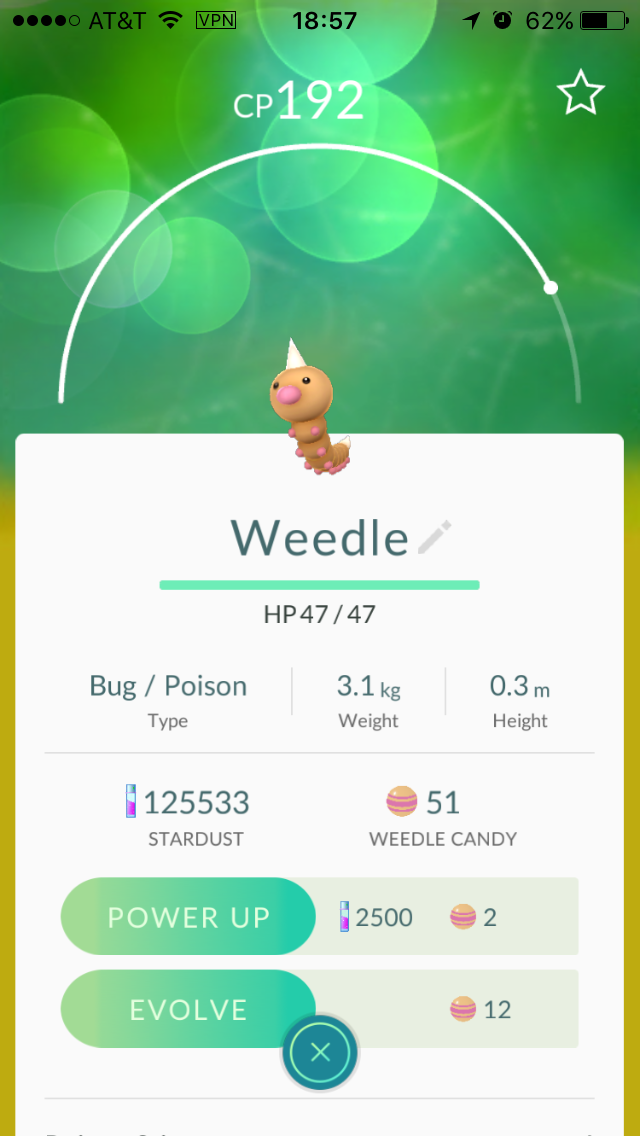 AT&T VPN 18:57 62%
CP192
Weedle
HP 47 / 47
Bug / Poison 3.1 kg 0.3 m
Type Weight Height
125533 51
STARDUST WEEDLE CANDY
POWER UP 2500 2
EVOLVE 12